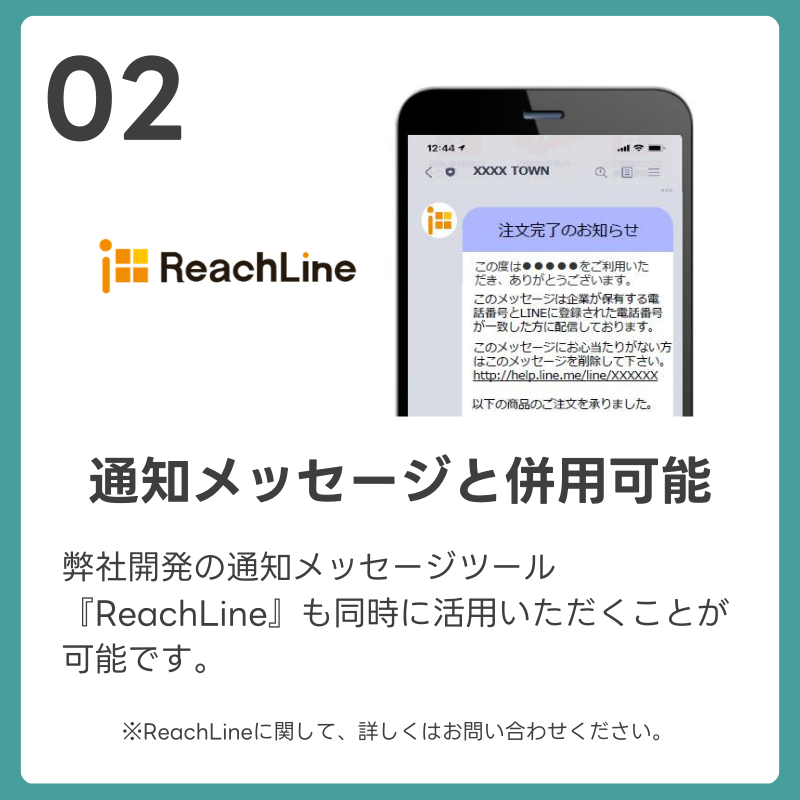 02
ReachLine
12:44
XXXX TOWN
注文完了のお知らせ
この度は●●●●●をご利用いた
だき、ありがとうございます。
このメッセージは企業が保有する電
話番号とLINEに登録された電話番号
が一致した方に配信しております。
このメッセージにお心当たりがない方
はこのメッセージを削除して下さい。
http://help.line.me/line/XXXXXX
以下の商品のご注文を承りました。
通知メッセージと併用可能
弊社開発の通知メッセージツール
『ReachLine』も同時に活用いただくことが
可能です。
※ReachLineに関して、詳しくはお問い合わせください。